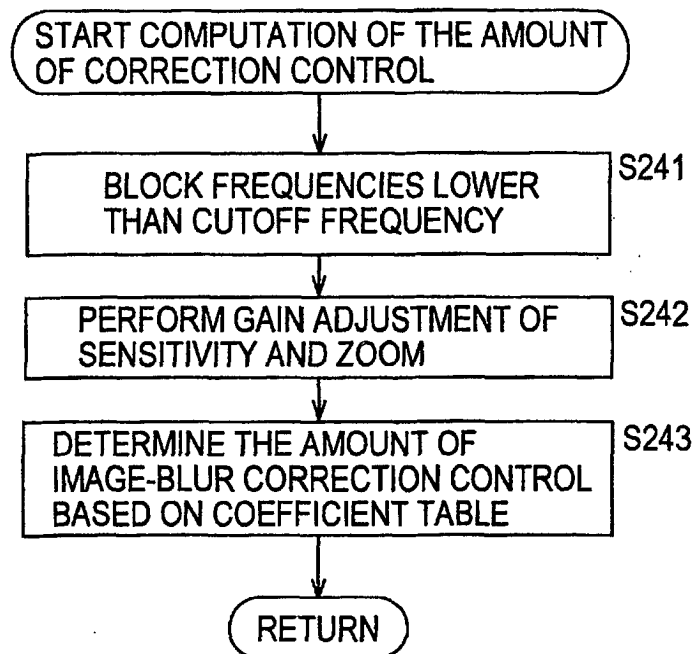 START COMPUTATION OF THE AMOUNT
OF CORRECTION CONTROL
BLOCK FREQUENCIES LOWER
THAN CUTOFF FREQUENCY
S241
PERFORM GAIN ADJUSTMENT OF
SENSITIVITY AND ZOOM
S242
DETERMINE THE AMOUNT OF
IMAGE-BLUR CORRECTION CONTROL
BASED ON COEFFICIENT TABLE
S243
RETURN